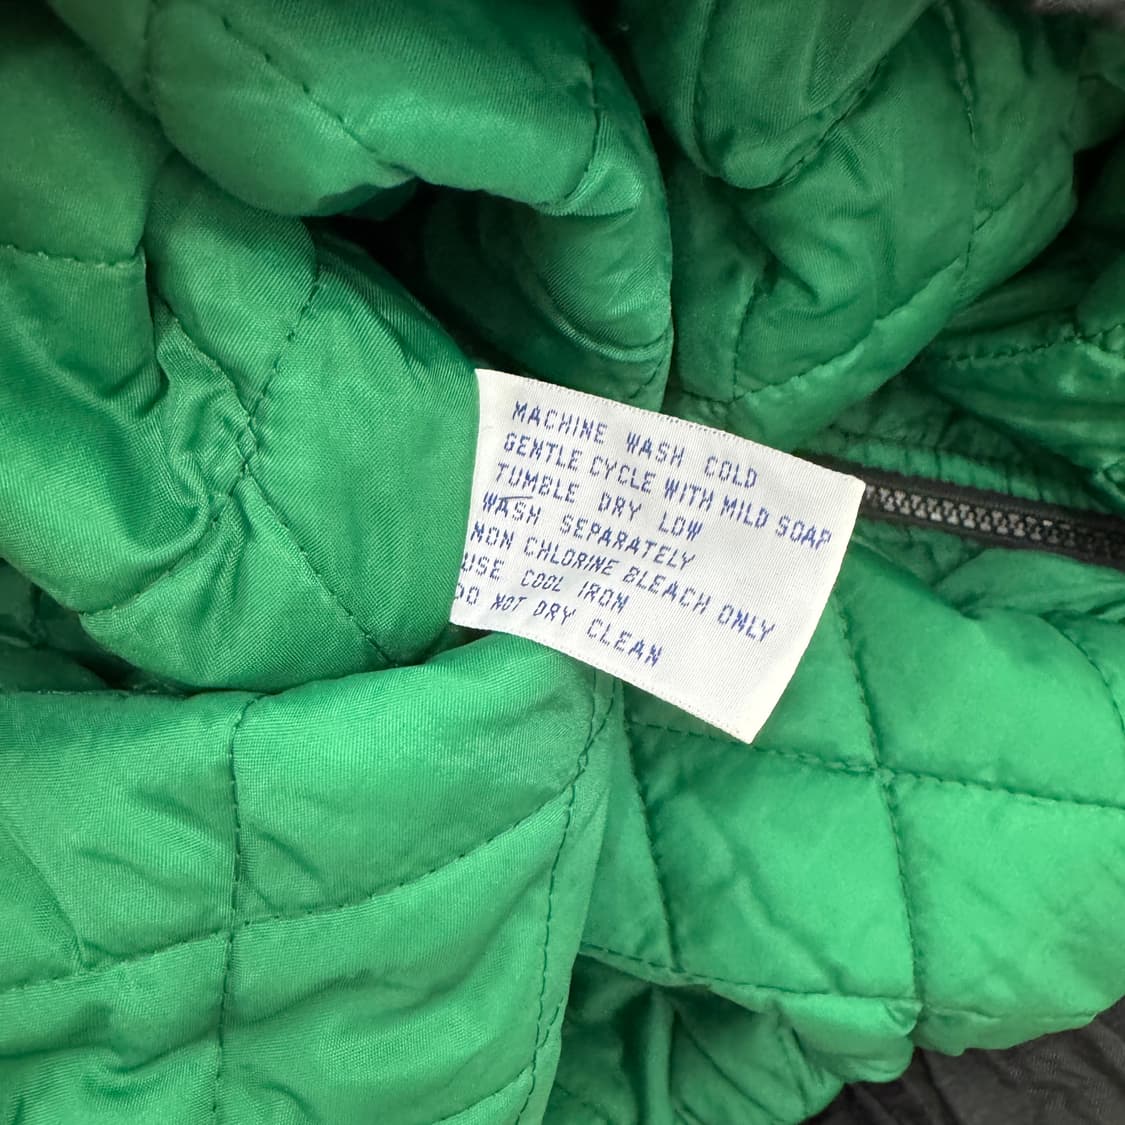 MACHINE WASH COLD
GENTLE CYCLE WITH MILD SOAP
TUMBLE DRY LOW
WASH SEPARATELY
NON CHLORINE BLEACH ONLY
USE COOL IRON
DO NOT DRY CLEAN